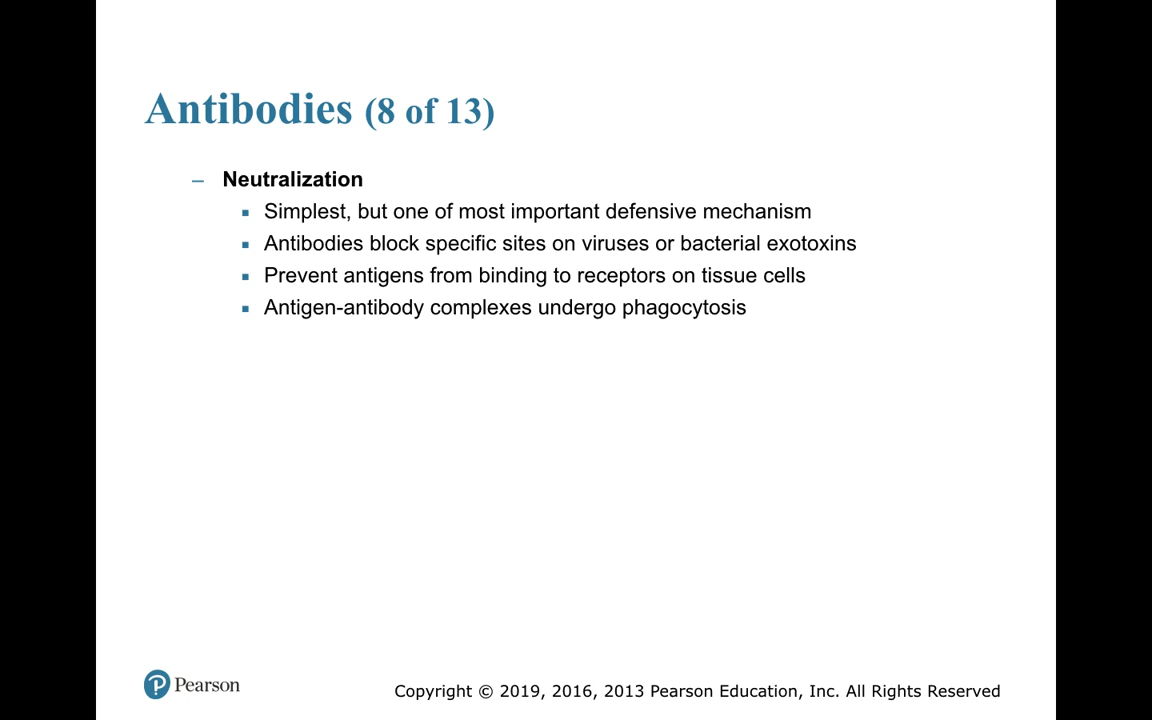 Antibodies (8 of 13)
– Neutralization
▪ Simplest, but one of most important defensive mechanism
▪ Antibodies block specific sites on viruses or bacterial exotoxins
▪ Prevent antigens from binding to receptors on tissue cells
▪ Antigen-antibody complexes undergo phagocytosis
Pearson
Copyright © 2019, 2016, 2013 Pearson Education, Inc. All Rights Reserved